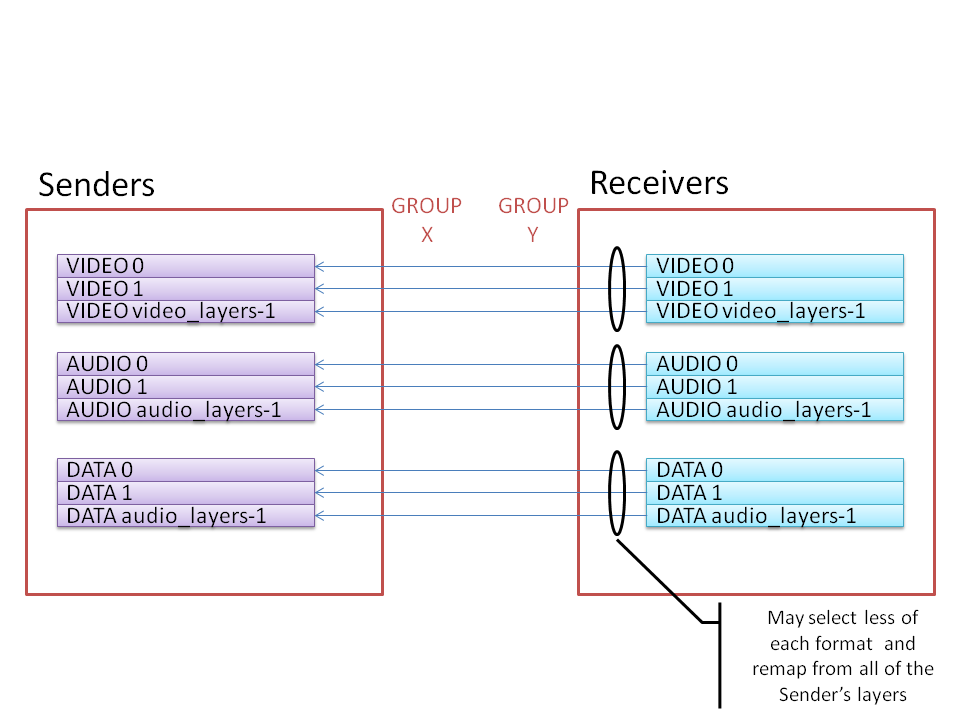 Senders
Receivers
GROUP
X
GROUP
Y
VIDEO 0
VIDEO 1
VIDEO video_layers-1
AUDIO 0
AUDIO 1
AUDIO audio_layers-1
DATA 0
DATA 1
DATA audio_layers-1
VIDEO 0
VIDEO 1
VIDEO video_layers-1
AUDIO 0
AUDIO 1
AUDIO audio_layers-1
DATA 0
DATA 1
DATA audio_layers-1
May select less of
each format and
remap from all of the
Sender’s layers